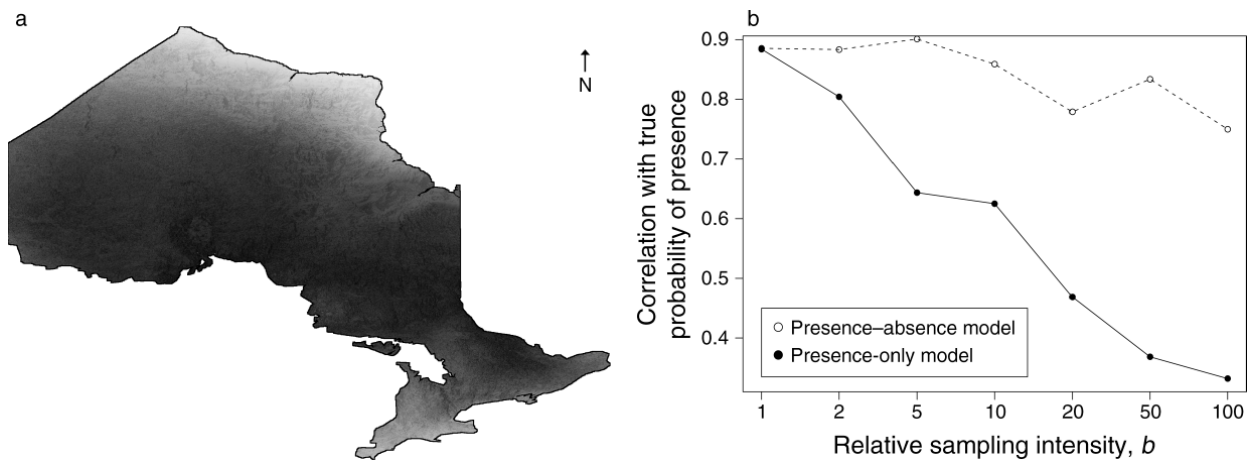 a
N
b
Correlation with true
probability of presence
0.9
0.8
0.7
0.6
0.5
0.4
Presence–absence model
Presence-only model
1 2 5 10 20 50 100
Relative sampling intensity, b